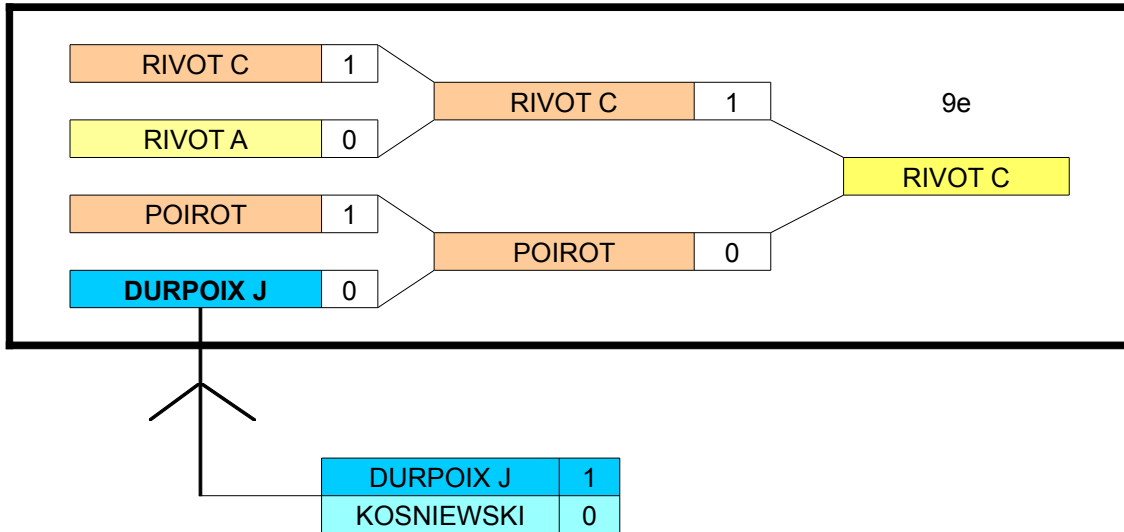 RIVOT C 1
RIVOT C 1
9e
RIVOT A 0
RIVOT C
POIROT 1
POIROT 0
DURPOIX J 0
DURPOIX J 1
KOSNIEWSKI 0